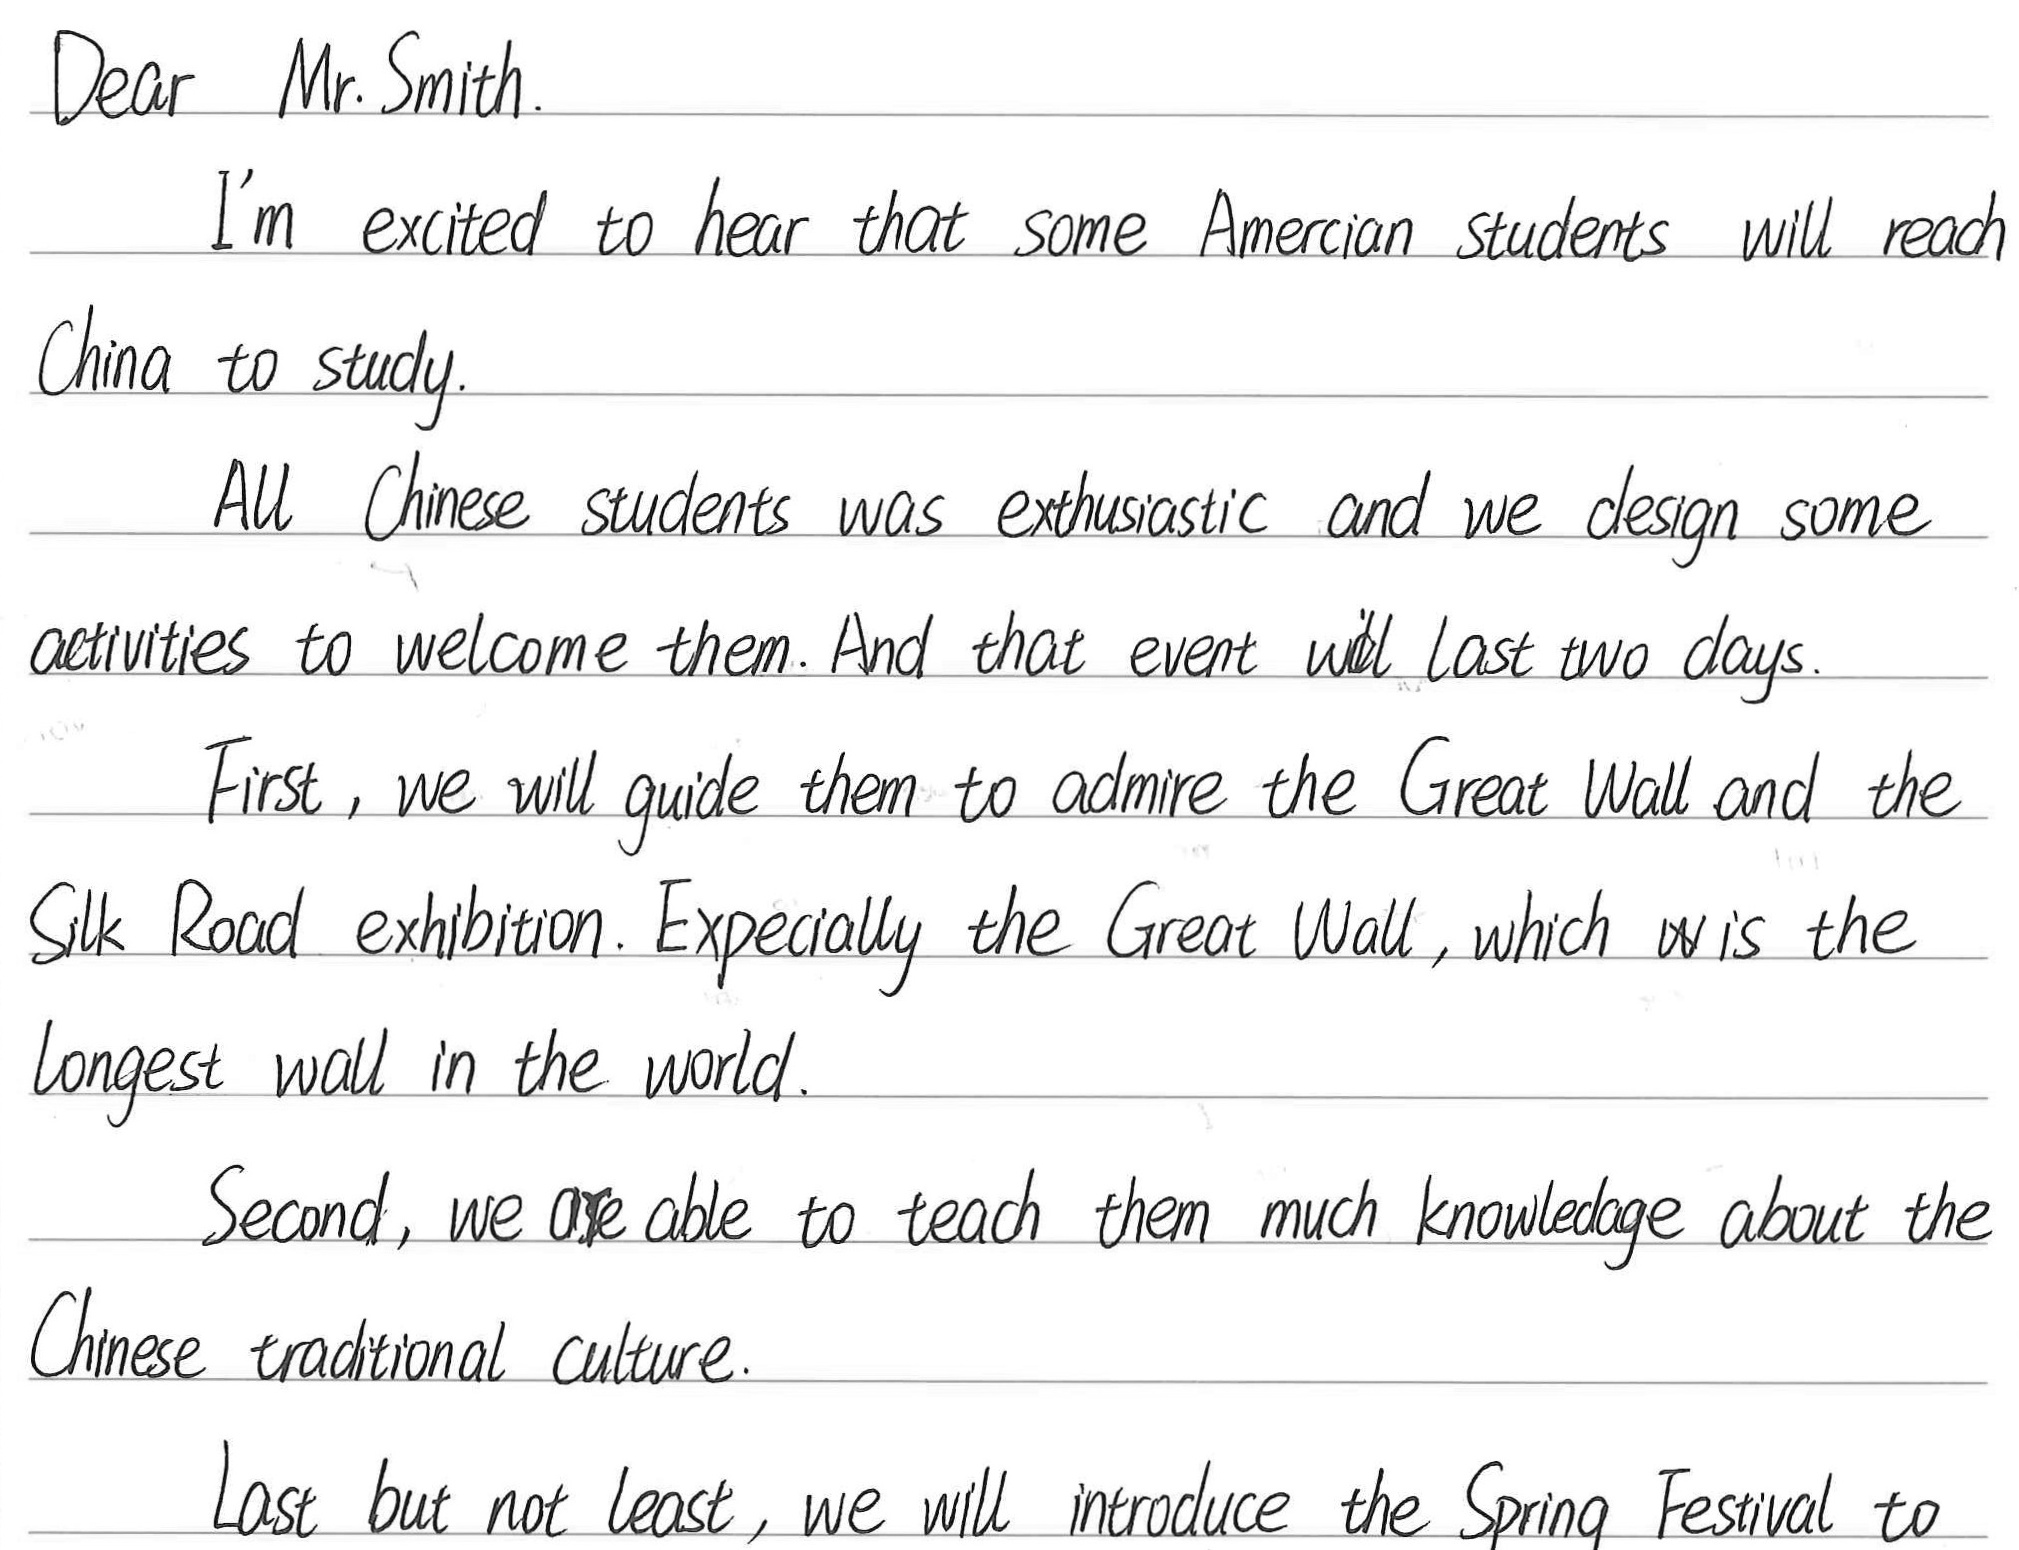 Dear Mr. Smith.
I'm excited to hear that some Amercian students will reach
China to study.
All Chinese students was exthusiastic and we design some
activities to welcome them. And that event will last two days.
First, we will guide them to admire the Great Wall and the
Silk Road exhibition. Expecially the Great Wall, which is the
longest wall in the world.
Second, we are able to teach them much knowledage about the
Chinese traditional culture.
Last but not least, we will introduce the Spring Festival to